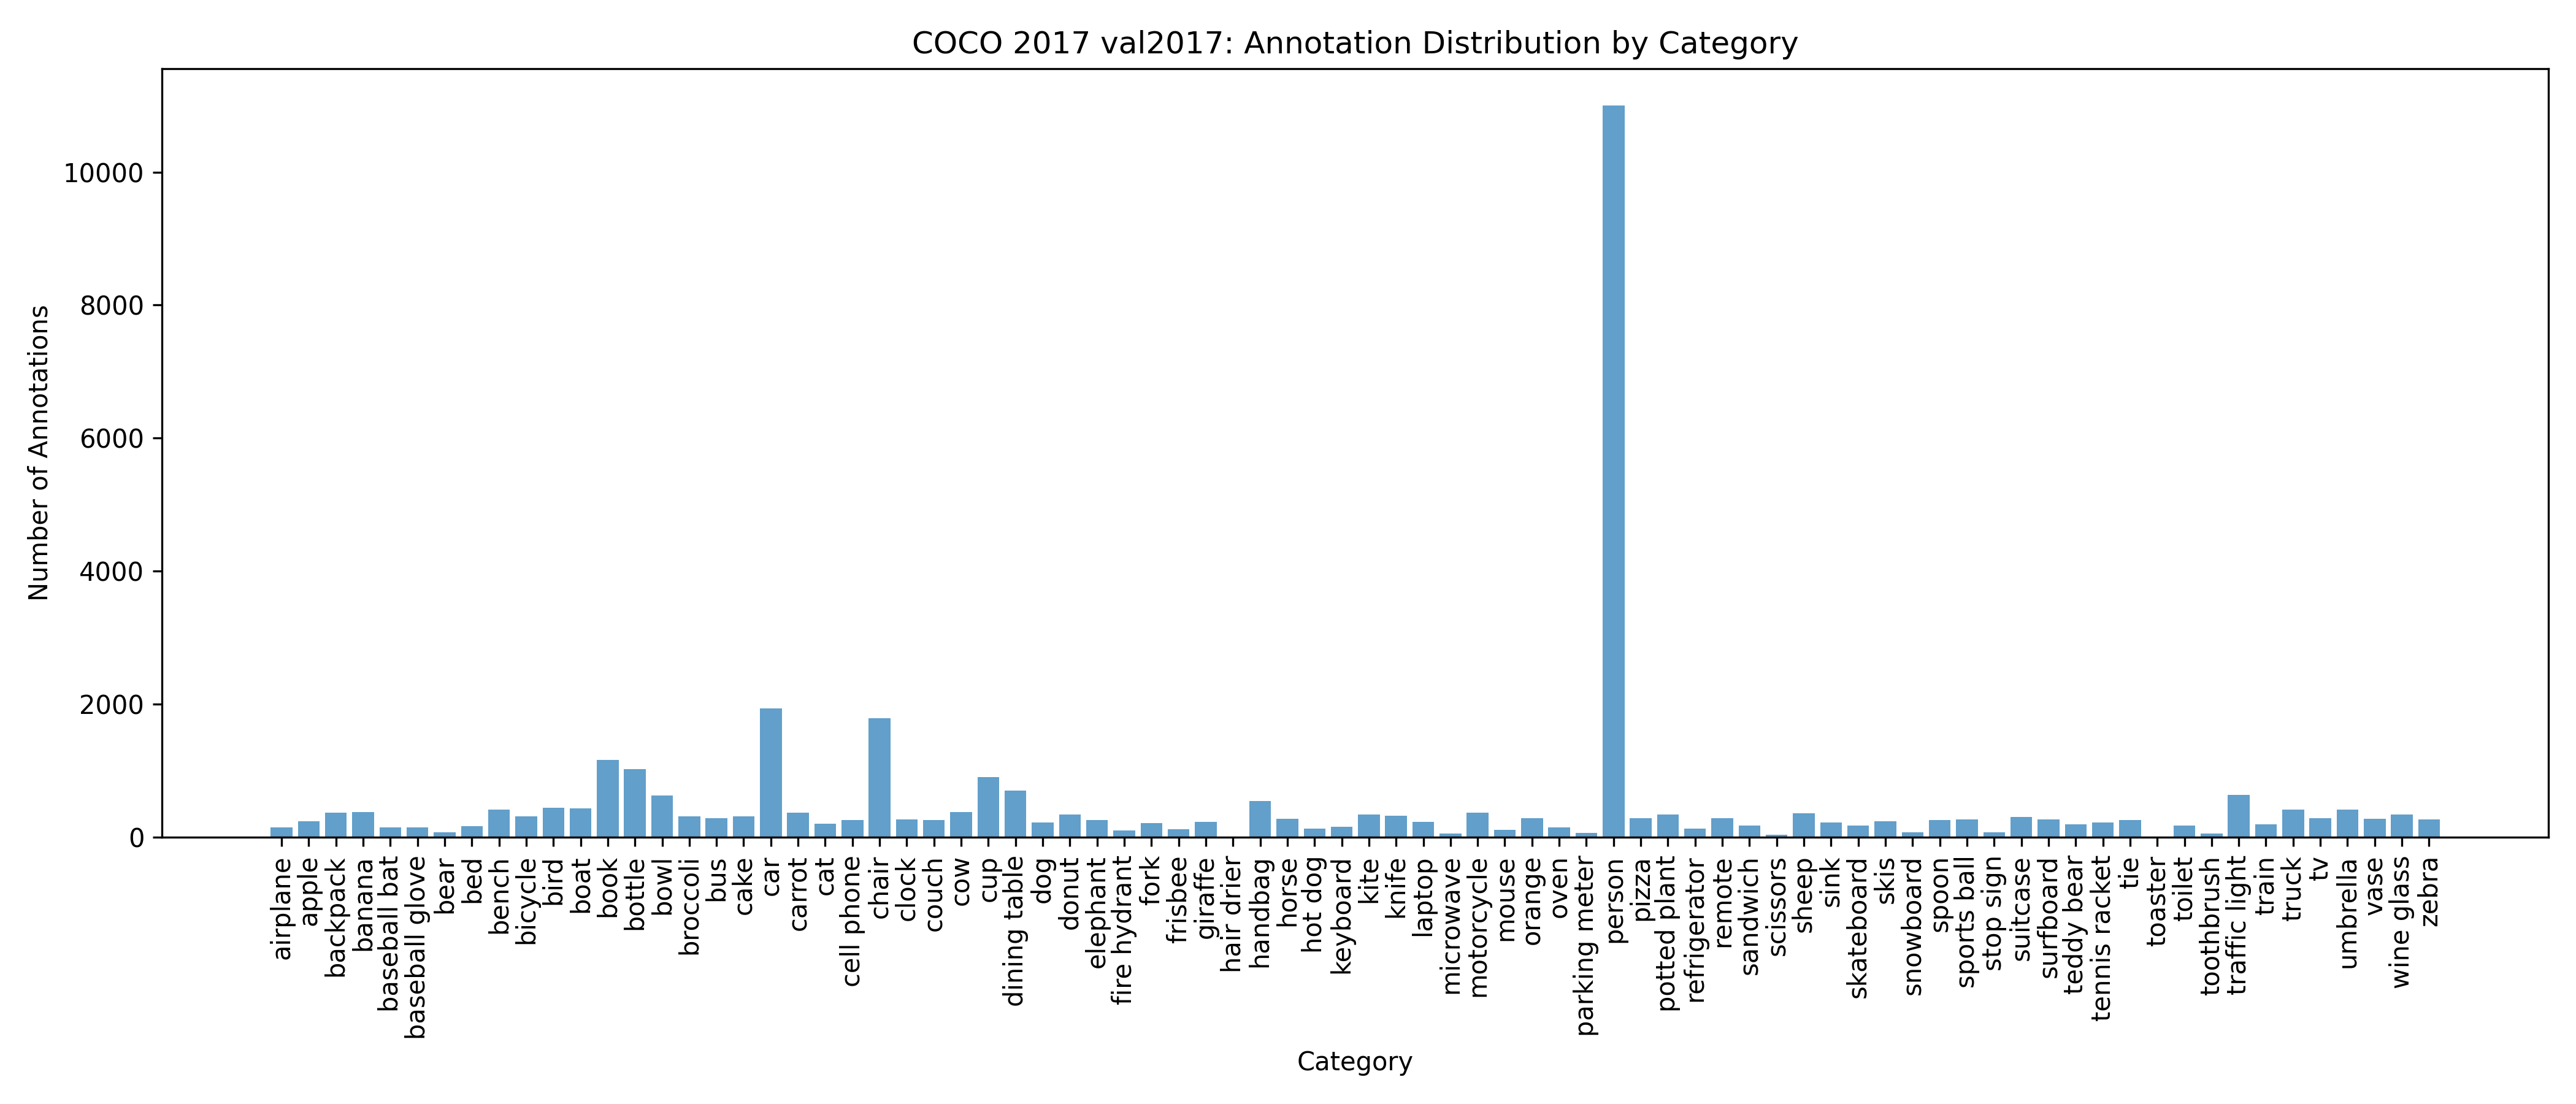 COCO 2017 val2017: Annotation Distribution by Category
Number of Annotations
10000
8000
6000
4000
2000
0
airplane
apple
backpack
banana
baseball bat
baseball glove
bear
bed
bench
bicycle
bird
boat
book
bottle
bowl
broccoli
bus
cake
car
carrot
cat
cell phone
chair
clock
couch
cow
cup
dining table
dog
donut
elephant
fire hydrant
fork
frisbee
giraffe
hair drier
handbag
horse
hot dog
keyboard
kite
knife
laptop
microwave
motorcycle
mouse
orange
oven
parking meter
person
pizza
potted plant
refrigerator
remote
sandwich
scissors
sheep
sink
skateboard
skis
snowboard
spoon
sports ball
stop sign
suitcase
surfboard
teddy bear
tennis racket
tie
toaster
toilet
toothbrush
traffic light
train
truck
tv
umbrella
vase
wine glass
zebra
Category